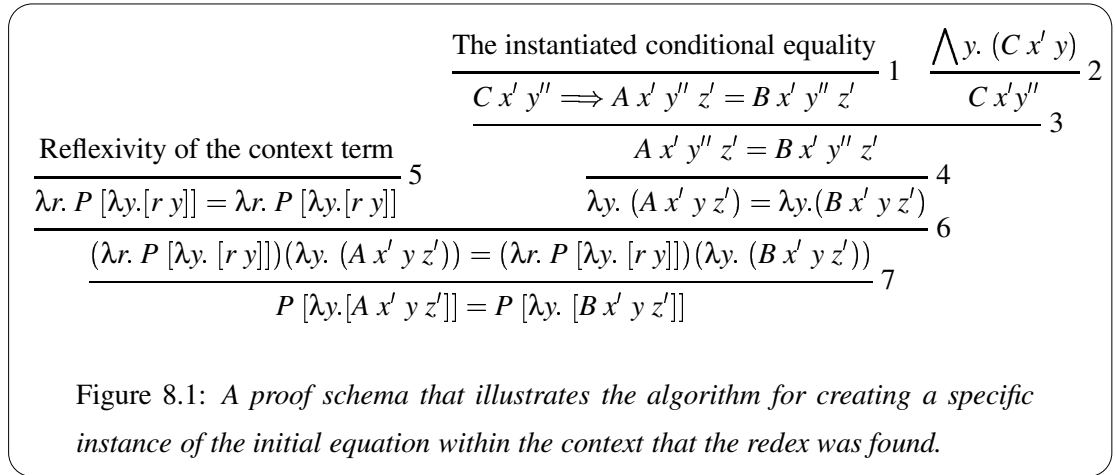 The instantiated conditional equality 1 ⋀ y. (C x′ y) 2
C x′ y″ ⟹ A x′ y″ z′ = B x′ y″ z′ C x′y″ 3
Reflexivity of the context term 5 A x′ y″ z′ = B x′ y″ z′ 4
λr. P [λy.[r y]] = λr. P [λy.[r y]] λy. (A x′ y z′) = λy.(B x′ y z′) 6
(λr. P [λy. [r y]])(λy. (A x′ y z′)) = (λr. P [λy. [r y]])(λy. (B x′ y z′)) 7
P [λy.[A x′ y z′]] = P [λy. [B x′ y z′]]
Figure 8.1: A proof schema that illustrates the algorithm for creating a specific
instance of the initial equation within the context that the redex was found.